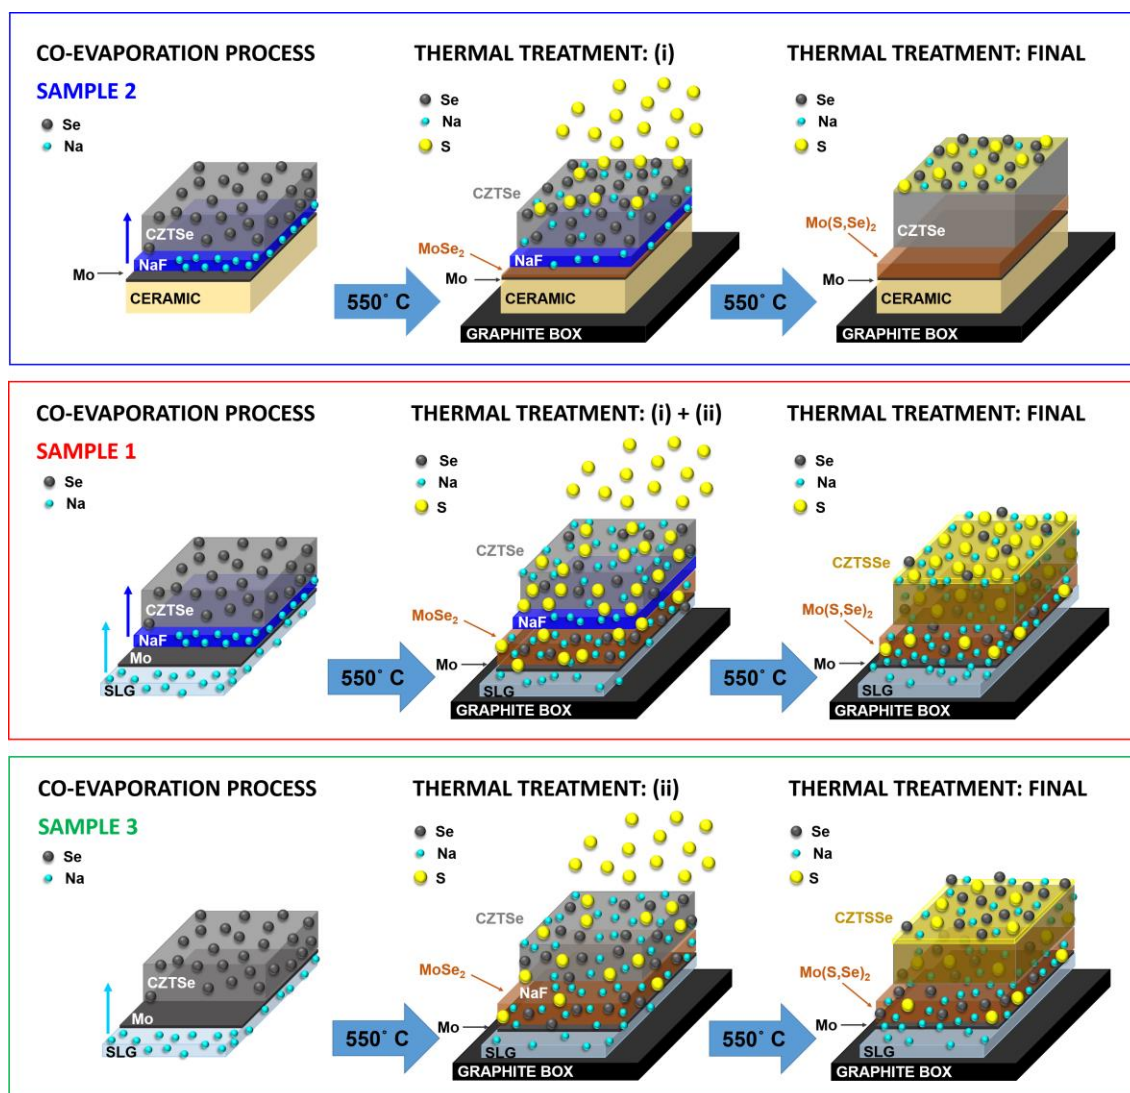 CO-EVAPORATION PROCESS
THERMAL TREATMENT: (i)
THERMAL TREATMENT: FINAL
SAMPLE 2
Se
Na
Se
Na
S
Se
Na
S
CZTSe
NaF
Mo
CERAMIC
550° C
CZTSe
MoSe2
NaF
Mo
CERAMIC
GRAPHITE BOX
550° C
Mo(S,Se)2
CZTSe
Mo
CERAMIC
GRAPHITE BOX
CO-EVAPORATION PROCESS
THERMAL TREATMENT: (i) + (ii)
THERMAL TREATMENT: FINAL
SAMPLE 1
Se
Na
Se
Na
S
Se
Na
S
CZTSe
NaF
Mo
SLG
550° C
CZTSe
MoSe2
NaF
Mo
SLG
GRAPHITE BOX
550° C
CZTSSe
Mo(S,Se)2
Mo
SLG
GRAPHITE BOX
CO-EVAPORATION PROCESS
THERMAL TREATMENT: (ii)
THERMAL TREATMENT: FINAL
SAMPLE 3
Se
Na
Se
Na
S
Se
Na
S
CZTSe
Mo
SLG
550° C
CZTSe
MoSe2
NaF
Mo
SLG
GRAPHITE BOX
550° C
CZTSSe
Mo(S,Se)2
Mo
SLG
GRAPHITE BOX